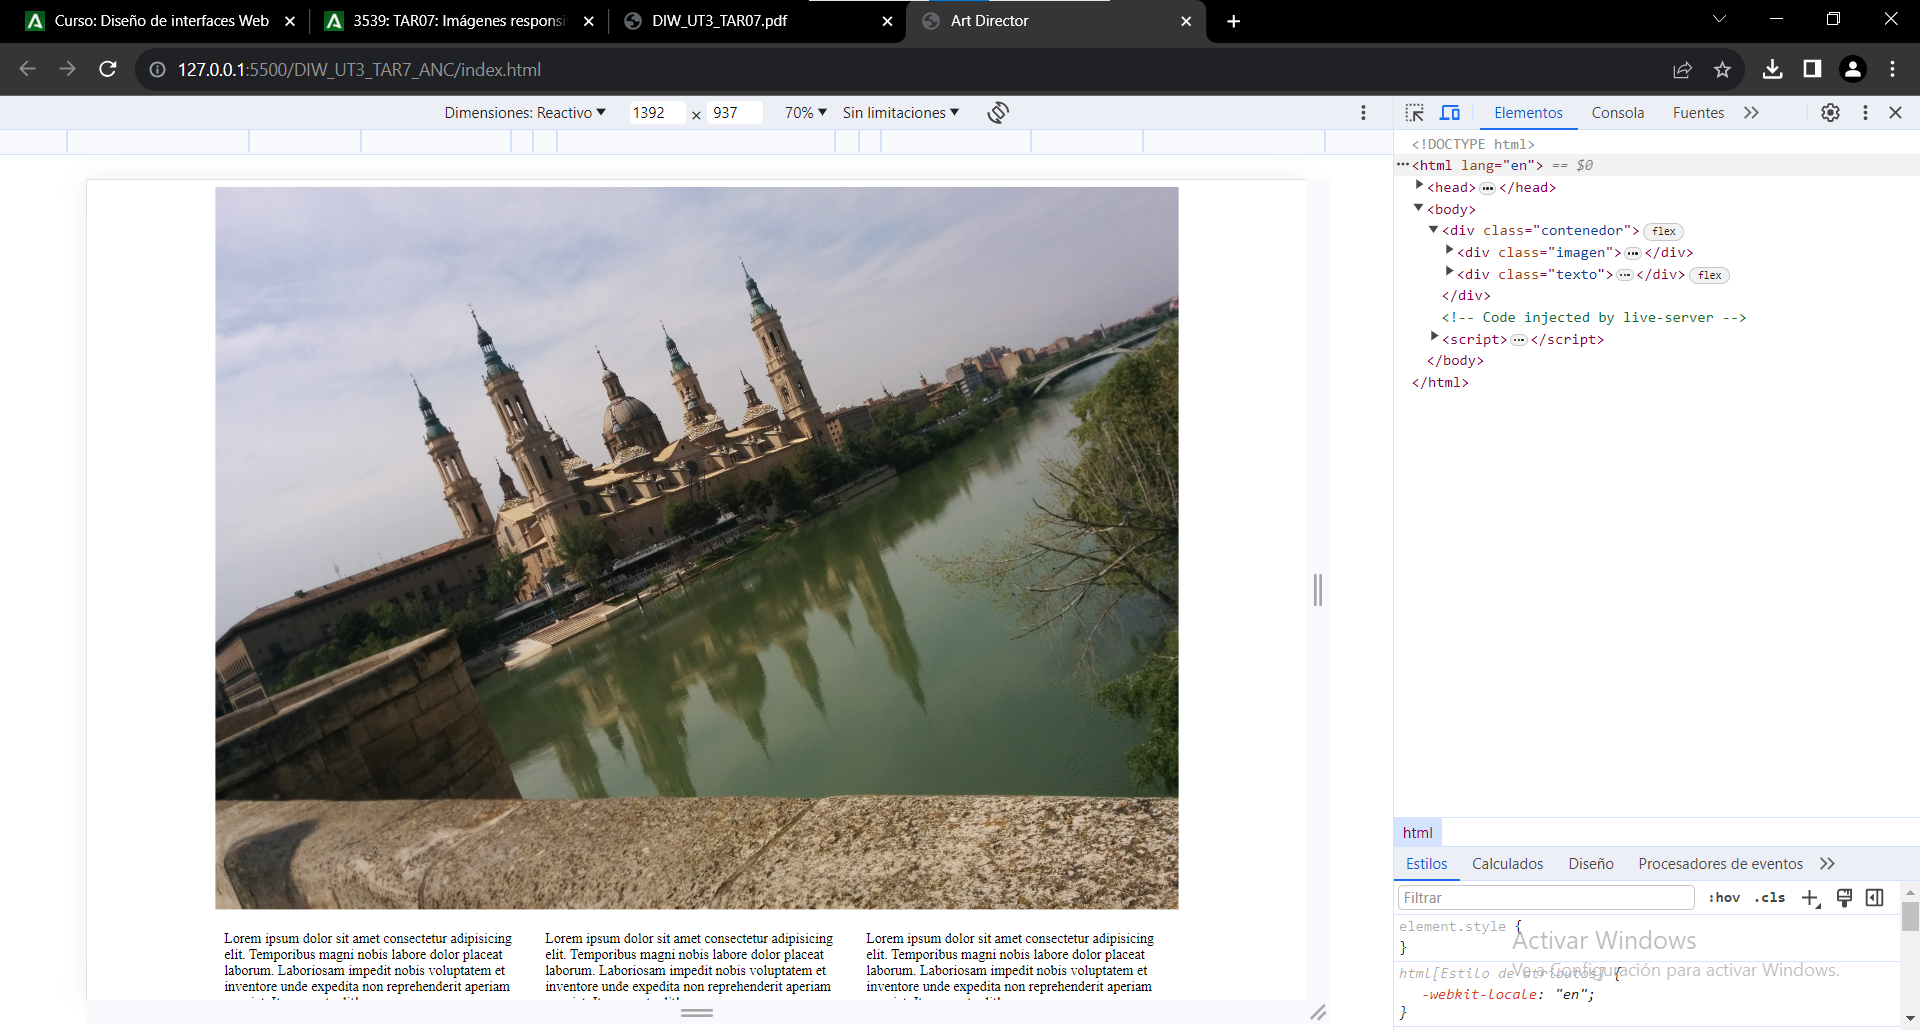 Curso: Diseño de interfaces Web
3539: TAR07: Imágenes responsi
DIW_UT3_TAR07.pdf
Art Director
127.0.0.1:5500/DIW_UT3_TAR7_ANC/index.html
Dimensiones: Reactivo ▼ 1392 × 937 70% ▼ Sin limitaciones ▼
Lorem ipsum dolor sit amet consectetur adipisicing
elit. Temporibus magni nobis labore dolor placeat
laborum. Laboriosam impedit nobis voluptatem et
inventore unde expedita non reprehenderit aperiam
Lorem ipsum dolor sit amet consectetur adipisicing
elit. Temporibus magni nobis labore dolor placeat
laborum. Laboriosam impedit nobis voluptatem et
inventore unde expedita non reprehenderit aperiam
Lorem ipsum dolor sit amet consectetur adipisicing
elit. Temporibus magni nobis labore dolor placeat
laborum. Laboriosam impedit nobis voluptatem et
inventore unde expedita non reprehenderit aperiam
Elementos Consola Fuentes
<!DOCTYPE html>
<html lang="en"> == $0
<head> </head>
<body>
<div class="contenedor"> flex
<div class="imagen"> </div>
<div class="texto"> </div> flex
</div>
<!-- Code injected by live-server -->
<script> </script>
</body>
</html>
html
Estilos Calculados Diseño Procesadores de eventos
Filtrar :hov .cls
element.style {
}
Activar Windows
Ve a Configuración para activar Windows.
html[Estilo de atributos] {
-webkit-locale: "en";
}